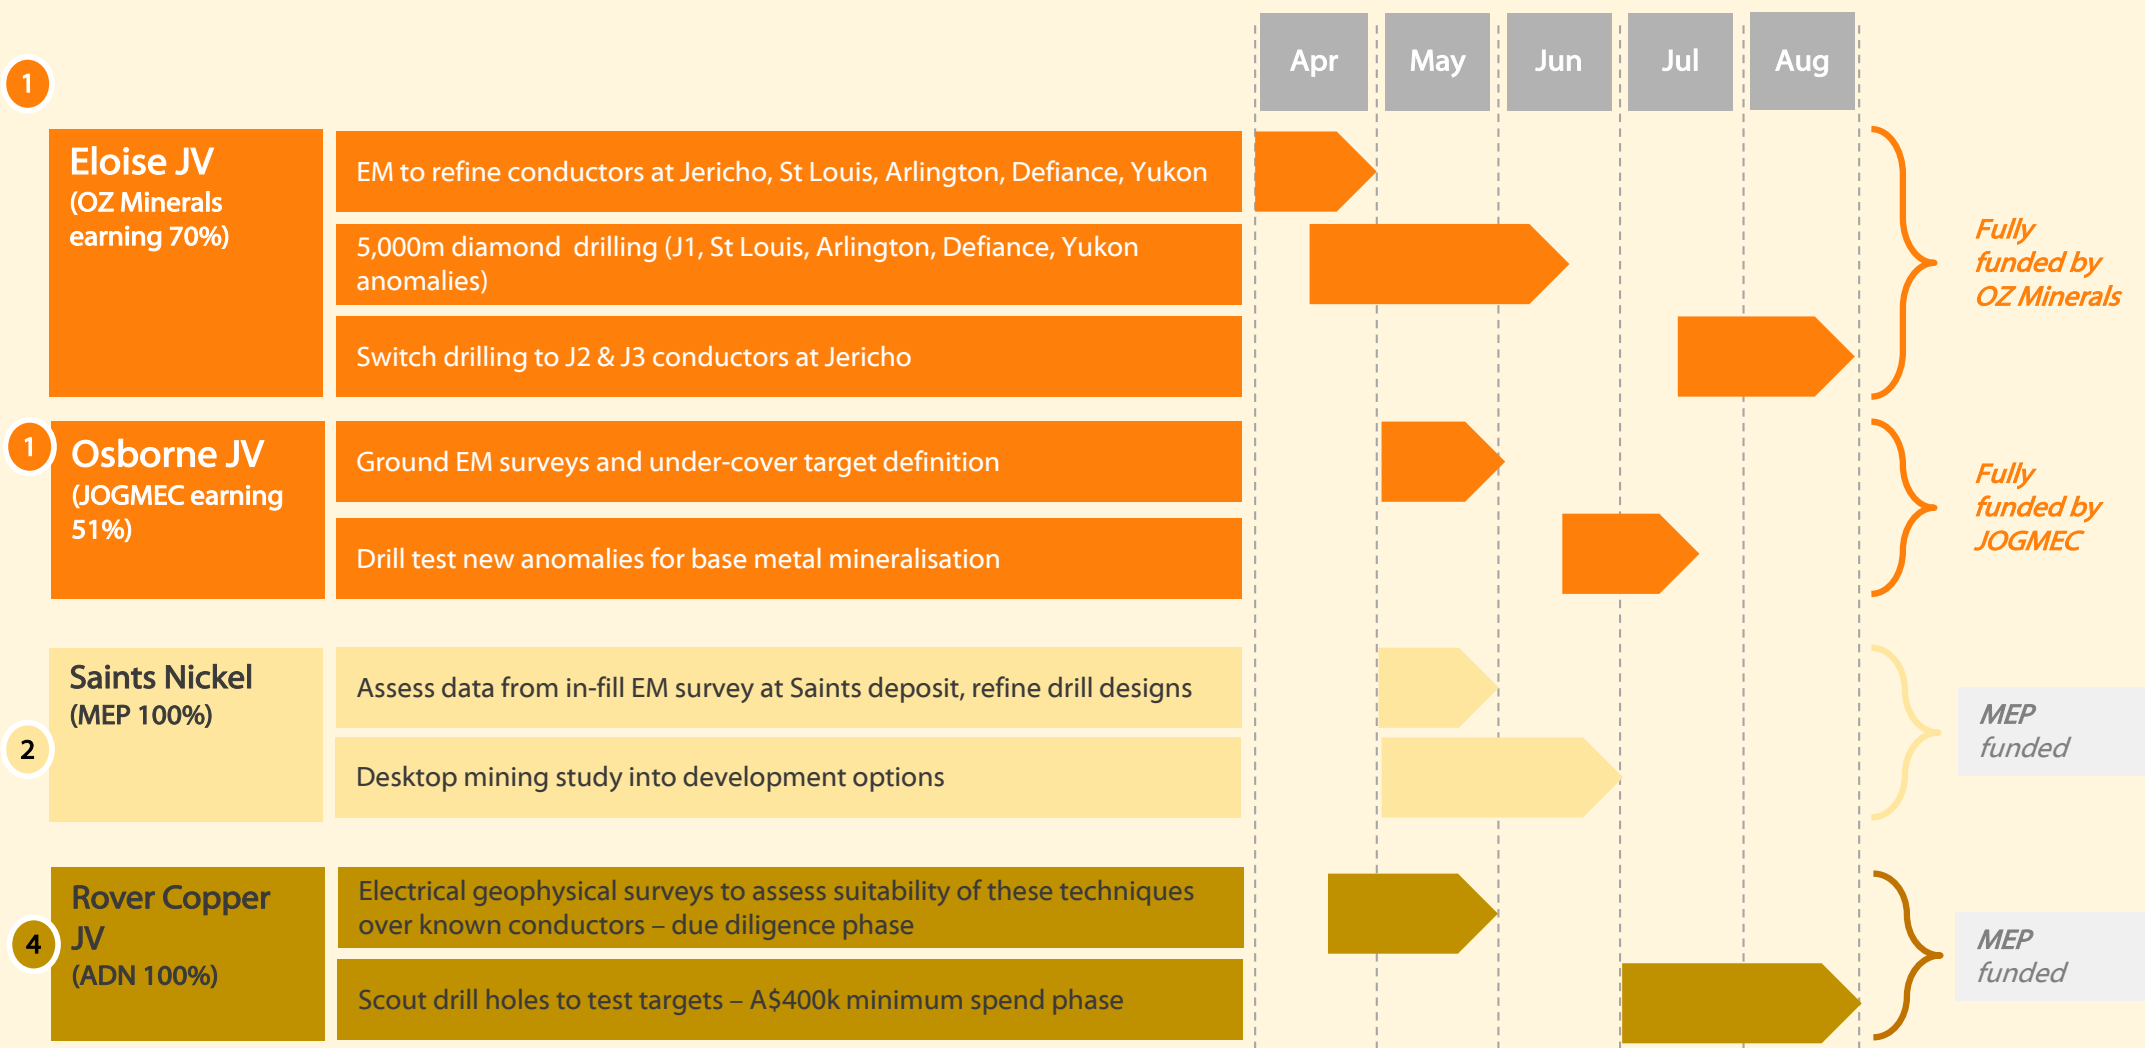 Apr May Jun Jul Aug
1
Eloise JV
(OZ Minerals
earning 70%)
EM to refine conductors at Jericho, St Louis, Arlington, Defiance, Yukon
5,000m diamond  drilling (J1, St Louis, Arlington, Defiance, Yukon
anomalies)
Switch drilling to J2 & J3 conductors at Jericho
Fully
funded by
OZ Minerals
1
Osborne JV
(JOGMEC earning
51%)
Ground EM surveys and under-cover target definition
Drill test new anomalies for base metal mineralisation
Fully
funded by
JOGMEC
2
Saints Nickel
(MEP 100%)
Assess data from in-fill EM survey at Saints deposit, refine drill designs
Desktop mining study into development options
MEP
funded
4
Rover Copper
JV
(ADN 100%)
Electrical geophysical surveys to assess suitability of these techniques
over known conductors – due diligence phase
Scout drill holes to test targets – A$400k minimum spend phase
MEP
funded